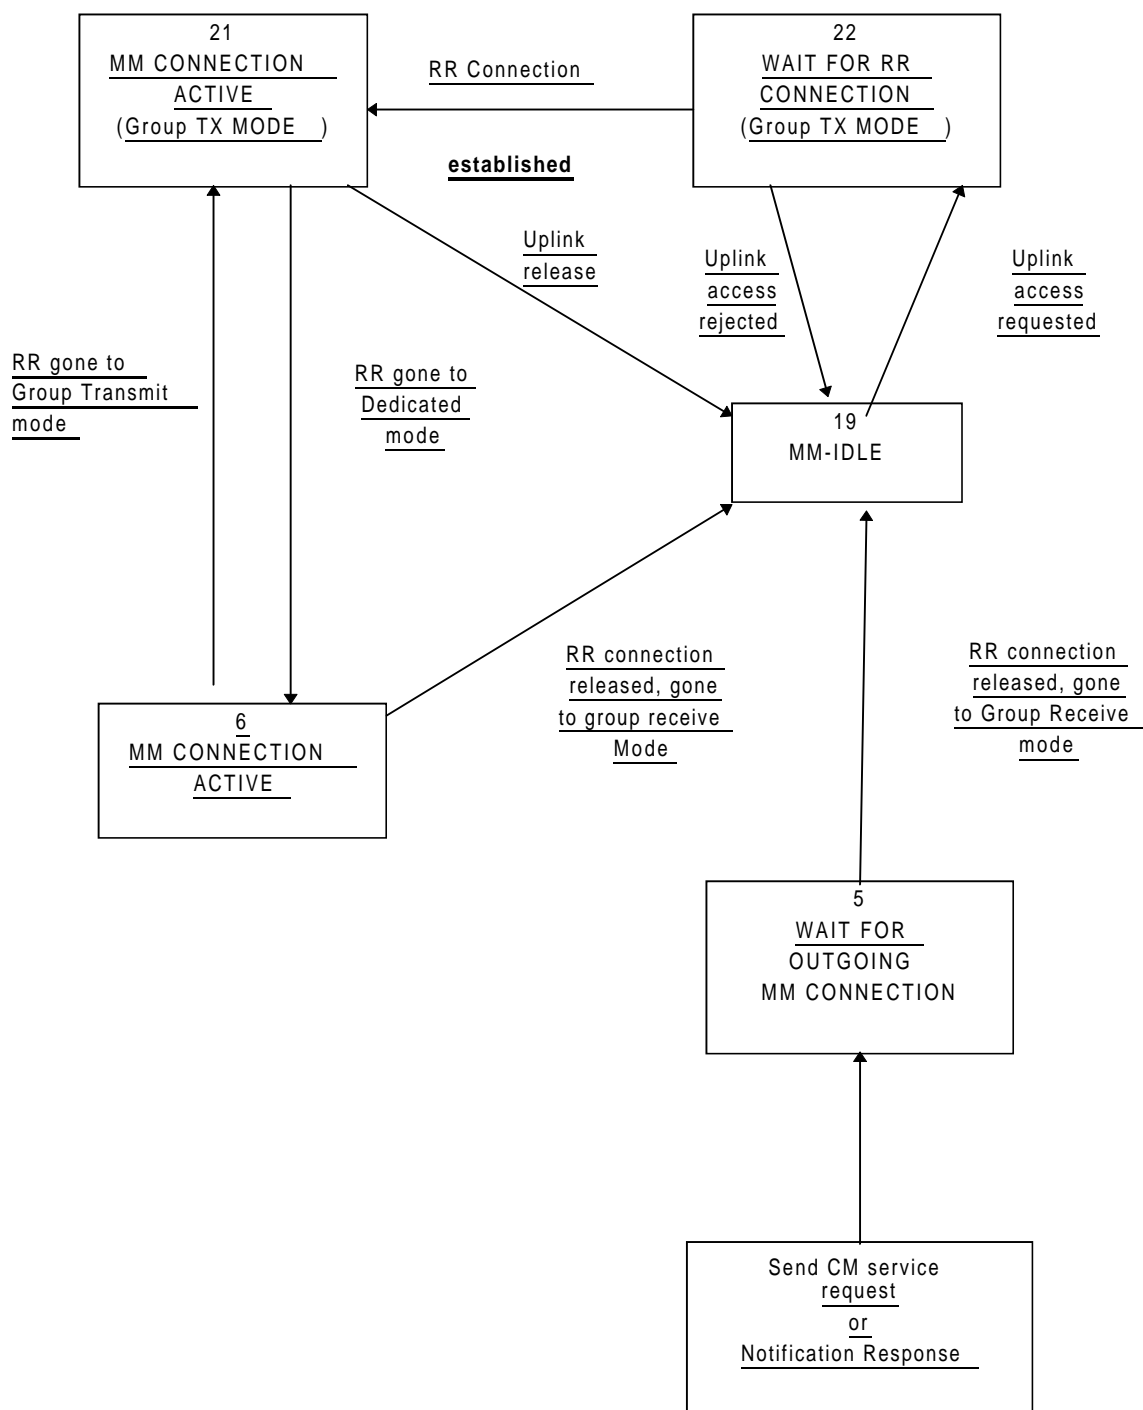 21
MM CONNECTION
ACTIVE
(Group TX MODE )
22
WAIT FOR RR
CONNECTION
(Group TX MODE )
RR Connection
established
Uplink
release
Uplink
access
rejected
Uplink
access
requested
RR gone to
Group Transmit
mode
RR gone to
Dedicated
mode
19
MM-IDLE
RR connection
released, gone
to group receive
Mode
RR connection
released, gone
to Group Receive
mode
6
MM CONNECTION
ACTIVE
5
WAIT FOR
OUTGOING
MM CONNECTION
Send CM service
request
or
Notification Response